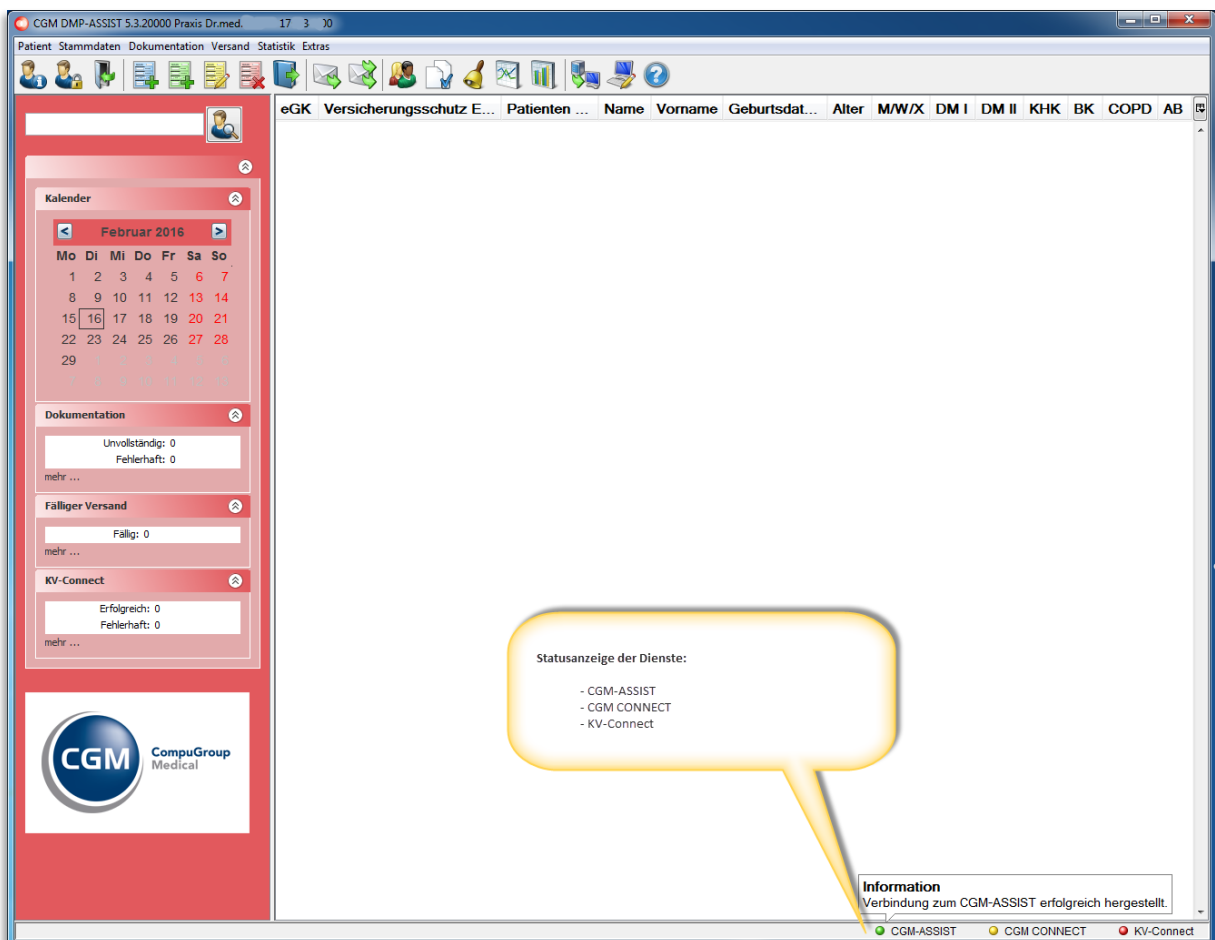 CGM DMP-ASSIST 5.3.20000 Praxis Dr.med. 17 3 00
Patient Stammdaten Dokumentation Versand Statistik Extras
eGK Versicherungsschutz E... Patienten ... Name Vorname Geburtsdat... Alter M/W/X DM I DM II KHK BK COPD AB
Kalender
Februar 2016
Mo Di Mi Do Fr Sa So
1 2 3 4 5 6 7
8 9 10 11 12 13 14
15 16 17 18 19 20 21
22 23 24 25 26 27 28
29
Dokumentation
Unvollständig: 0
Fehlerhaft: 0
mehr ...
Fälliger Versand
Fällig: 0
mehr ...
KV-Connect
Erfolgreich: 0
Fehlerhaft: 0
mehr ...
CGM CompuGroup
Medical
Statusanzeige der Dienste:
- CGM-ASSIST
- CGM CONNECT
- KV-Connect
Information
Verbindung zum CGM-ASSIST erfolgreich hergestellt.
CGM-ASSIST CGM CONNECT KV-Connect